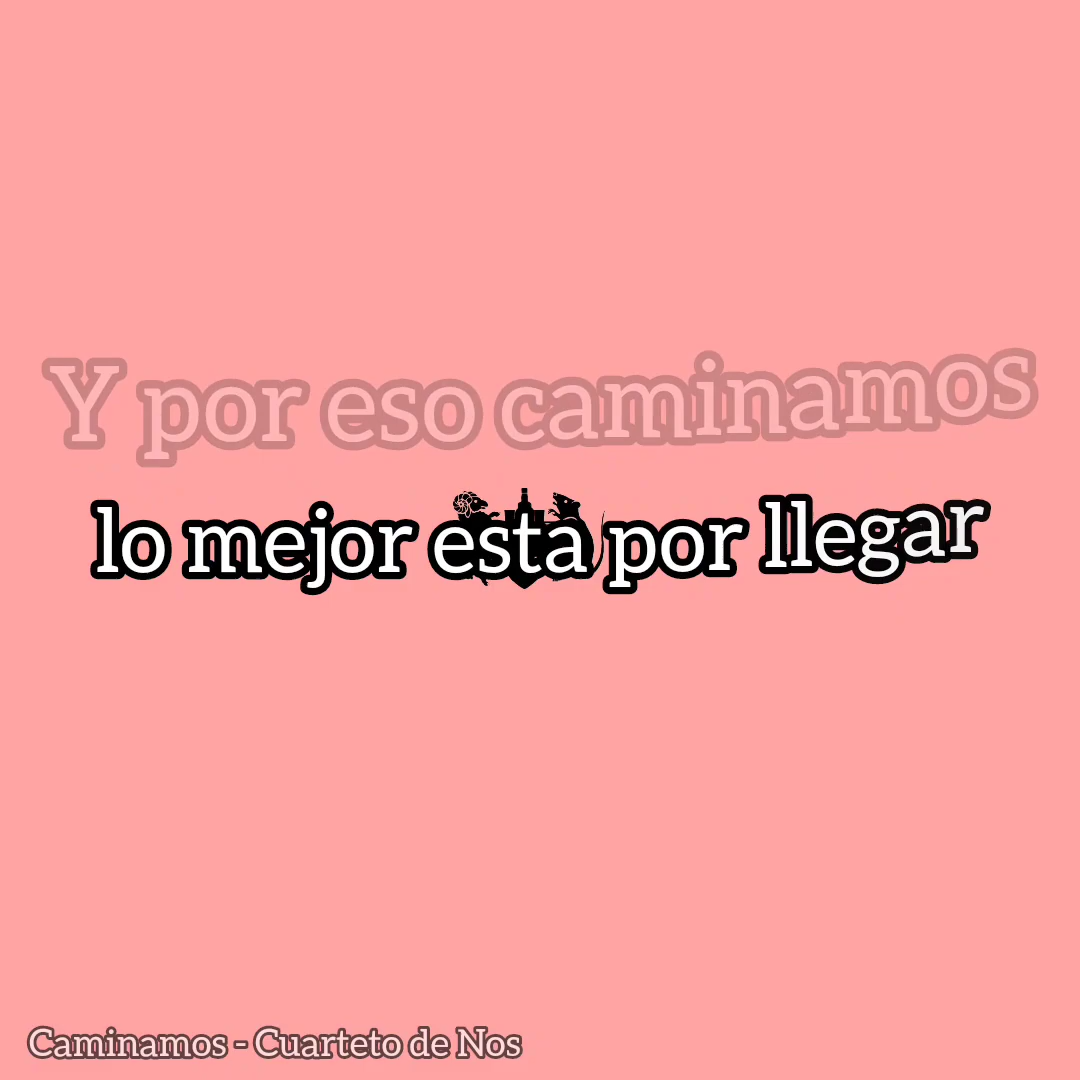 Y por eso caminamos
lo mejor esta por llegar
Caminamos - Cuarteto de Nos